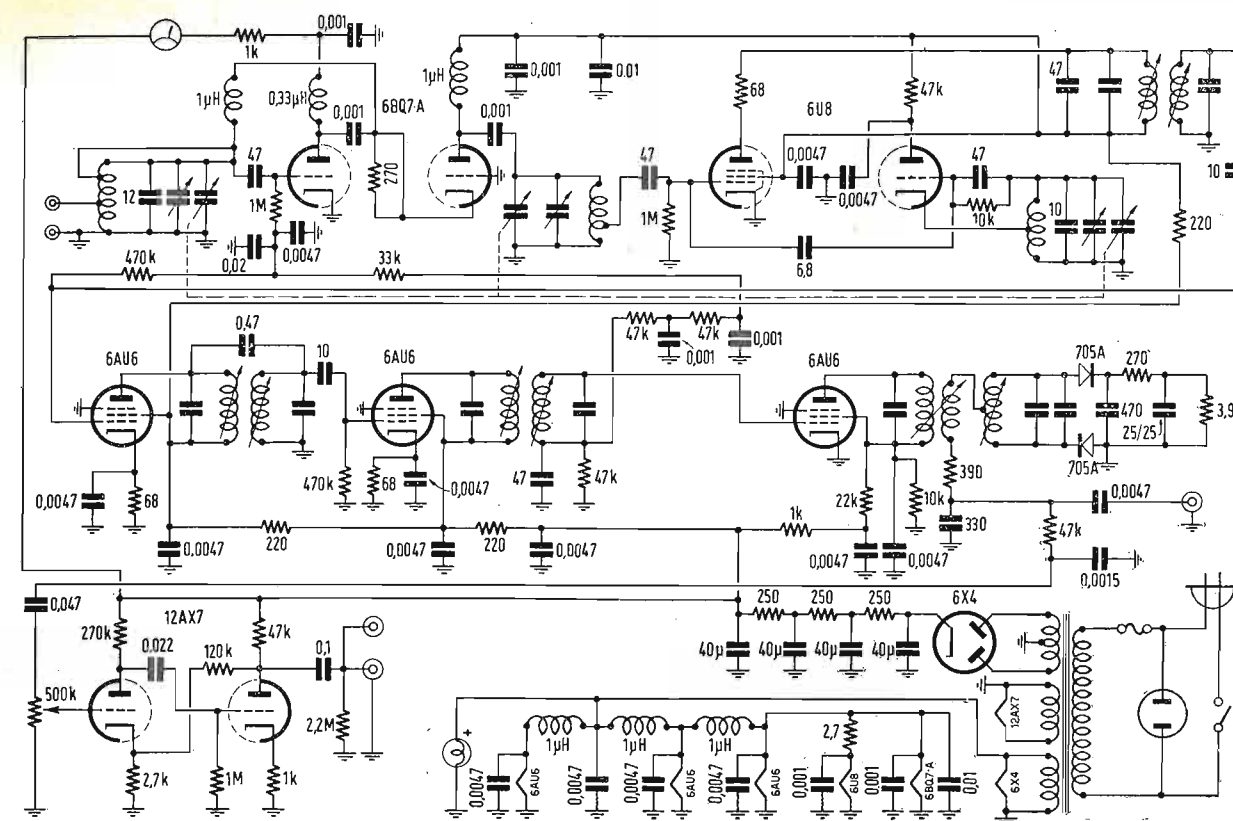 0,001
1k
1µH
0,33µH
0,001
6BQ7·A
1µH
0,001
0.01
0,001
68
6U8
47k
47
12
47
1M
270
47
1M
0,0047
0,0047
47
10k
10
10
220
0,02
0,0047
6,8
470k
33k
47k
47k
0,001
0,001
6AU6
0,47
10
6AU6
6AU6
705A
270
470
25/25
3,9
705A
0,0047
68
470k
68
0,0047
47
47k
22k
10k
390
330
0,0047
47k
0,0015
220
220
1k
0,0047
0,0047
0,0047
0,0047
0,0047
0,047
12AX7
270k
0,022
120k
47k
0,1
500k
2,7k
1M
1k
2,2M
250
250
250
6X4
40µ
40µ
40µ
40µ
+
1µH
1µH
1µH
2,7
12AX7
0,0047
6AU6
0,0047
0,0047
6AU6
0,0047
6AU6
0,001
6U8
0,001
6BQ7·A
0,1
6X4